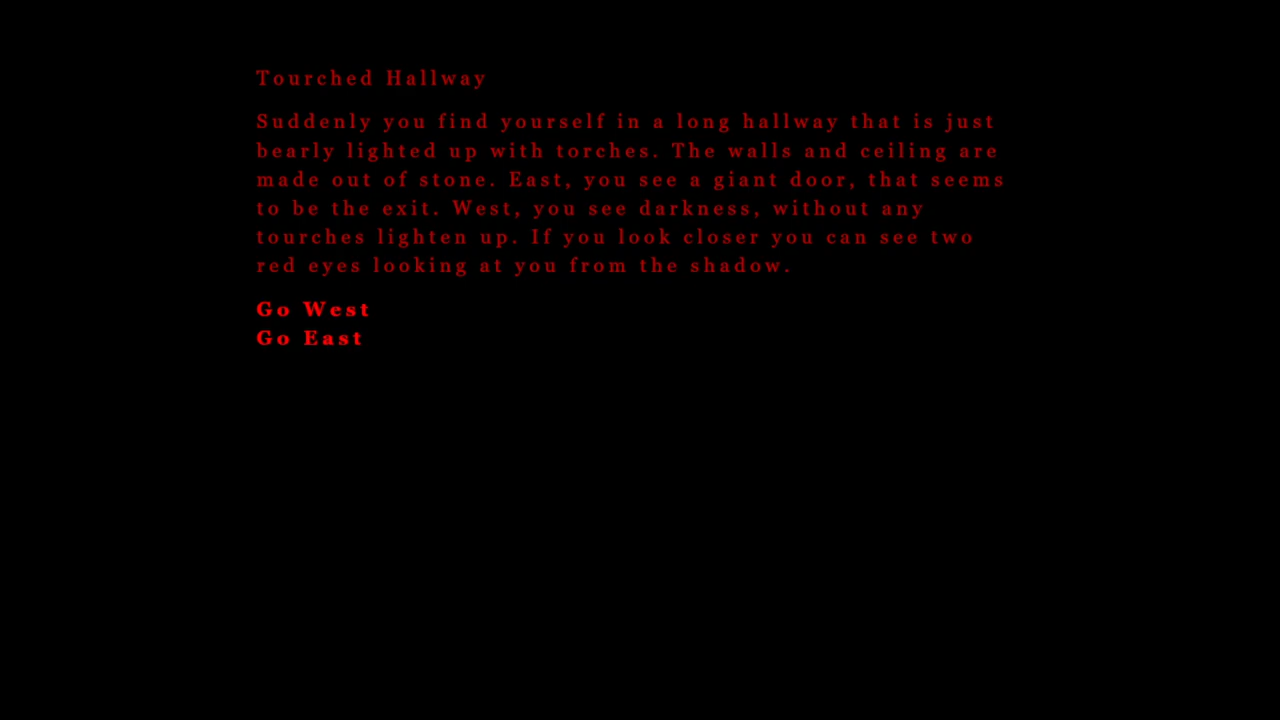 Tourched Hallway
Suddenly you find yourself in a long hallway that is just
bearly lighted up with torches. The walls and ceiling are
made out of stone. East, you see a giant door, that seems
to be the exit. West, you see darkness, without any
tourches lighten up. If you look closer you can see two
red eyes looking at you from the shadow.
Go West
Go East